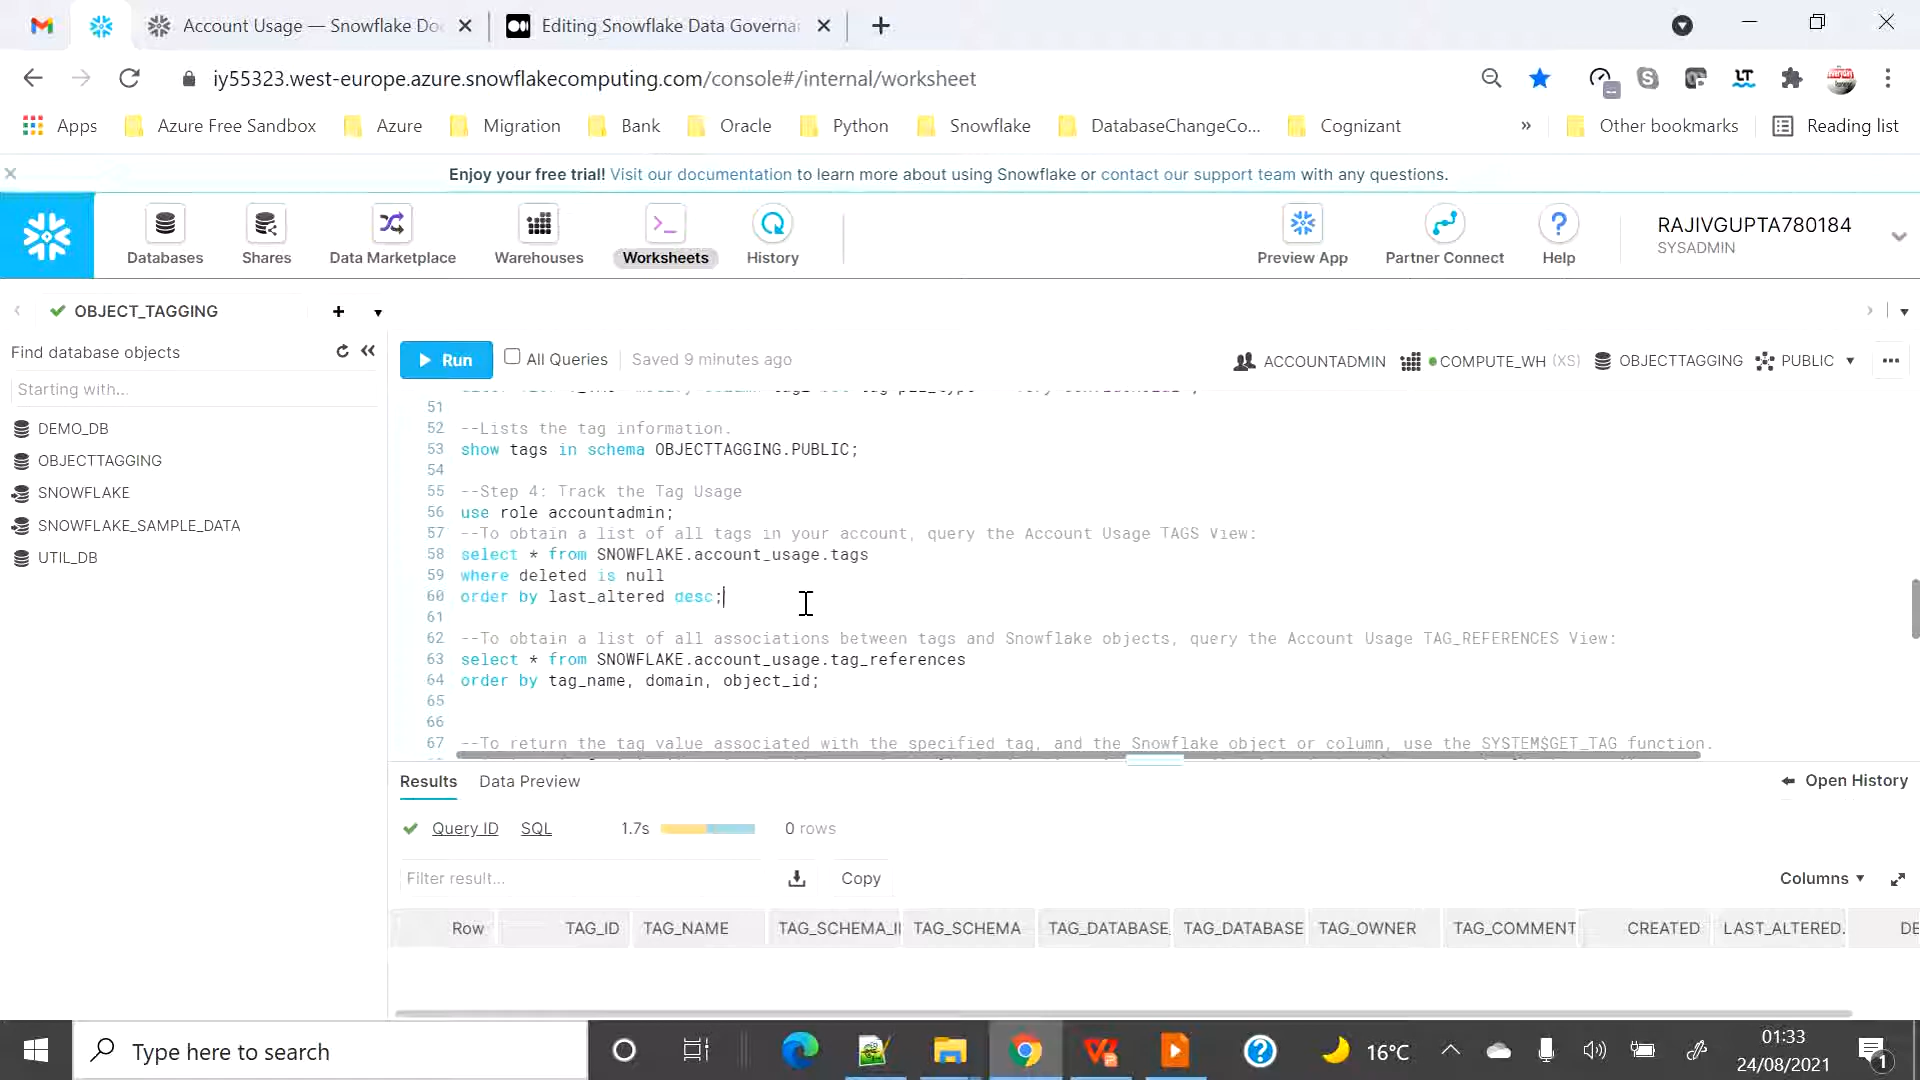 Account Usage — Snowflake Do
Editing Snowflake Data Governa
iy55323.west-europe.azure.snowflakecomputing.com/console#/internal/worksheet
Apps
Azure Free Sandbox
Azure
Migration
Bank
Oracle
Python
Snowflake
DatabaseChangeCo...
Cognizant
»
Other bookmarks
Reading list
Enjoy your free trial! Visit our documentation to learn more about using Snowflake or contact our support team with any questions.
Databases
Shares
Data Marketplace
Warehouses
Worksheets
History
Preview App
Partner Connect
Help
RAJIVGUPTA780184
SYSADMIN
OBJECT_TAGGING
Find database objects
Starting with...
DEMO_DB
OBJECTTAGGING
SNOWFLAKE
SNOWFLAKE_SAMPLE_DATA
UTIL_DB
Run
All Queries
Saved 9 minutes ago
ACCOUNTADMIN
COMPUTE_WH (XS)
OBJECTTAGGING
PUBLIC
51
52 --Lists the tag information.
53 show tags in schema OBJECTTAGGING.PUBLIC;
54
55 --Step 4: Track the Tag Usage
56 use role accountadmin;
57 --To obtain a list of all tags in your account, query the Account Usage TAGS View:
58 select * from SNOWFLAKE.account_usage.tags
59 where deleted is null
60 order by last_altered desc;
61
62 --To obtain a list of all associations between tags and Snowflake objects, query the Account Usage TAG_REFERENCES View:
63 select * from SNOWFLAKE.account_usage.tag_references
64 order by tag_name, domain, object_id;
65
66
67 --To return the tag value associated with the specified tag, and the Snowflake object or column, use the SYSTEM$GET_TAG function.
Results
Data Preview
Open History
Query ID
SQL
1.7s
0 rows
Filter result...
Copy
Columns
Row
TAG_ID
TAG_NAME
TAG_SCHEMA_I
TAG_SCHEMA
TAG_DATABASE_
TAG_DATABASE
TAG_OWNER
TAG_COMMENT
CREATED
LAST_ALTERED.
DE
Type here to search
16°C
01:33
24/08/2021
1